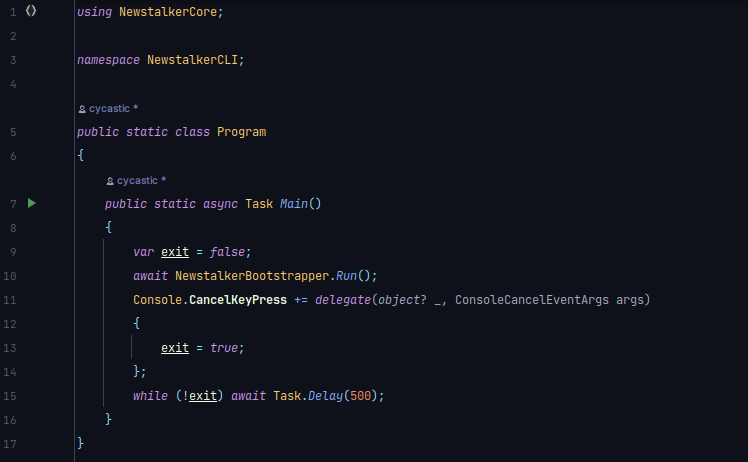 1 using NewstalkerCore;
2
3 namespace NewstalkerCLI;
4
cycastic *
5 public static class Program
6 {
cycastic *
7 public static async Task Main()
8 {
9 var exit = false;
10 await NewstalkerBootstrapper.Run();
11 Console.CancelKeyPress += delegate(object? _, ConsoleCancelEventArgs args)
12 {
13 exit = true;
14 };
15 while (!exit) await Task.Delay(500);
16 }
17 }